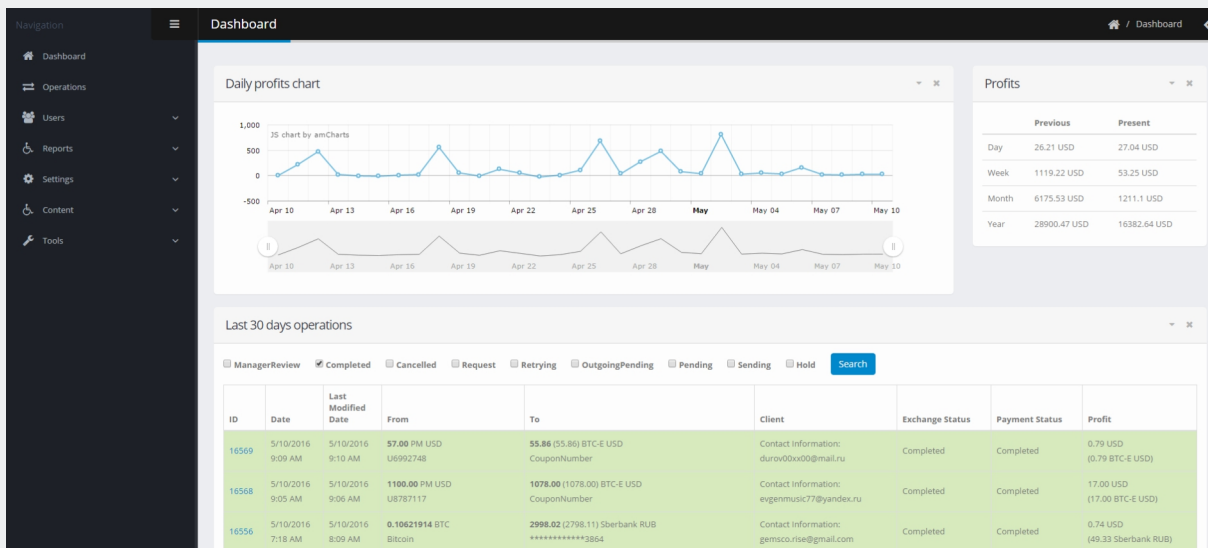 Navigation
Dashboard
/ Dashboard
Dashboard
Operations
Users
Reports
Settings
Content
Tools
Daily profits chart
JS chart by amCharts
1,000
500
0
-500
Apr 10 Apr 13 Apr 16 Apr 19 Apr 22 Apr 25 Apr 28 May May 04 May 07 May 10
Apr 10 Apr 13 Apr 16 Apr 19 Apr 22 Apr 25 Apr 28 May May 04 May 07 May 10
Profits
Previous Present
Day 26.21 USD 27.04 USD
Week 1119.22 USD 53.25 USD
Month 6175.53 USD 1211.1 USD
Year 28900.47 USD 16382.64 USD
Last 30 days operations
ManagerReview Completed Cancelled Request Retrying OutgoingPending Pending Sending Hold Search
ID Date Last Modified Date From To Client Exchange Status Payment Status Profit
16569 5/10/2016 9:09 AM 5/10/2016 9:10 AM 57.00 PM USD U6992748 55.86 (55.86) BTC-E USD CouponNumber Contact Information: durov00xx00@mail.ru Completed Completed 0.79 USD (0.79 BTC-E USD)
16568 5/10/2016 9:05 AM 5/10/2016 9:06 AM 1100.00 PM USD U8787117 1078.00 (1078.00) BTC-E USD CouponNumber Contact Information: evgenmusic77@yandex.ru Completed Completed 17.00 USD (17.00 BTC-E USD)
16556 5/10/2016 7:18 AM 5/10/2016 8:09 AM 0.10621914 BTC Bitcoin 2998.02 (2798.11) Sberbank RUB ************3864 Contact Information: gemsco.rise@gmail.com Completed Completed 0.74 USD (49.33 Sberbank RUB)